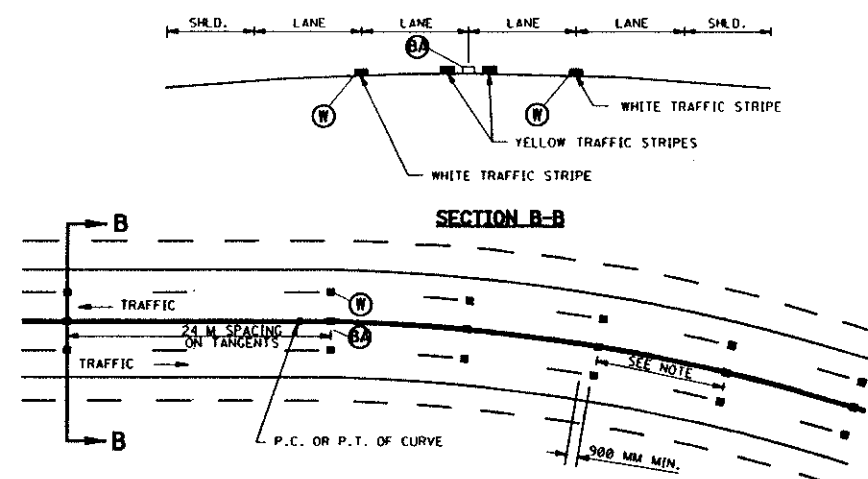 SHLD. LANE LANE LANE LANE SHLD.
BA
W
W
WHITE TRAFFIC STRIPE
YELLOW TRAFFIC STRIPES
WHITE TRAFFIC STRIPE
SECTION B-B
B
TRAFFIC
W
24 M SPACING
ON TANGENTS
BA
TRAFFIC
SEE NOTE
B
P.C. OR P.T. OF CURVE
900 MM MIN.